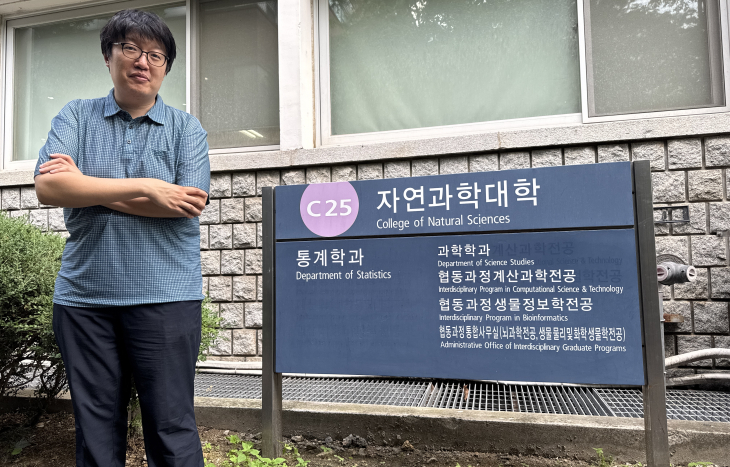 C25
자연과학대학
College of Natural Sciences
통계학과
Department of Statistics
과학학과
Department of Science Studies
협동과정계산과학전공
Interdisciplinary Program in Computational Science & Technology
협동과정생물정보학전공
Interdisciplinary Program in Bioinformatics
협동과정통합사무실(뇌과학전공, 생물물리및화학생물학전공)
Administrative Office of Interdisciplinary Graduate Programs